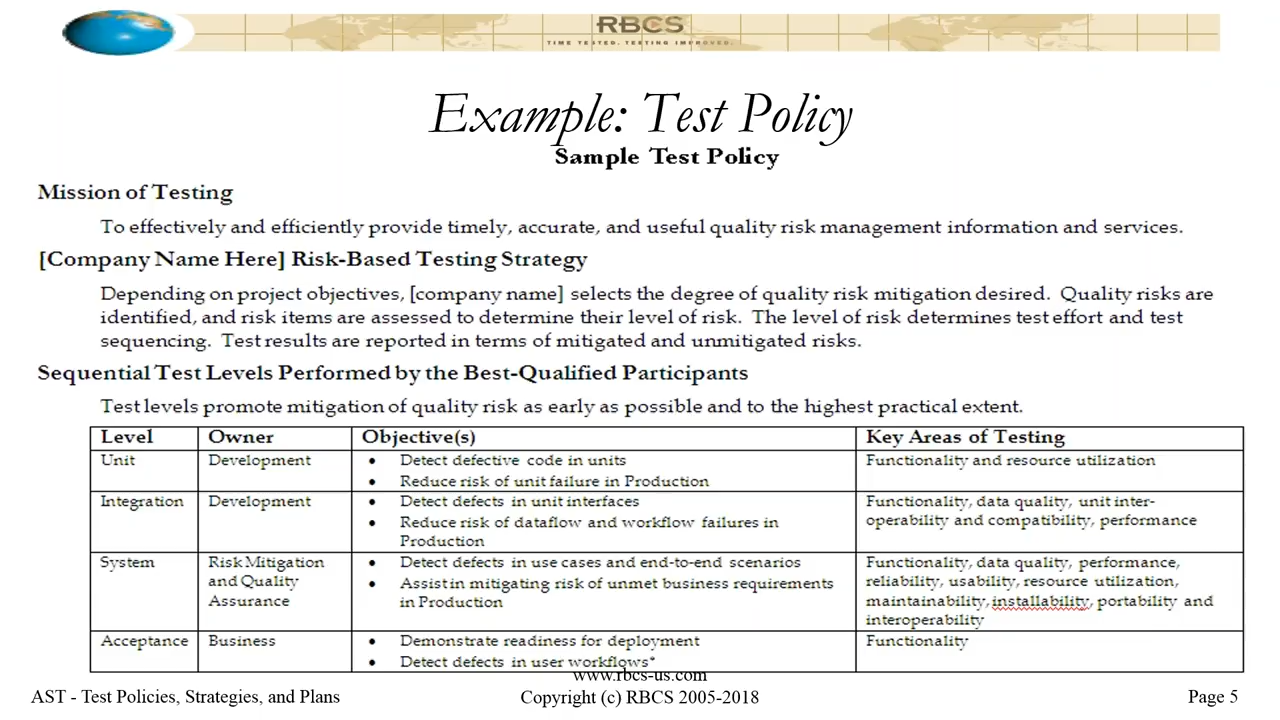 RBCS
TIME TESTED. TESTING IMPROVED.
Example: Test Policy
Sample Test Policy
Mission of Testing
To effectively and efficiently provide timely, accurate, and useful quality risk management information and services.
[Company Name Here] Risk-Based Testing Strategy
Depending on project objectives, [company name] selects the degree of quality risk mitigation desired. Quality risks are
identified, and risk items are assessed to determine their level of risk. The level of risk determines test effort and test
sequencing. Test results are reported in terms of mitigated and unmitigated risks.
Sequential Test Levels Performed by the Best-Qualified Participants
Test levels promote mitigation of quality risk as early as possible and to the highest practical extent.
Level Owner Objective(s) Key Areas of Testing
Unit Development • Detect defective code in units Functionality and resource utilization
• Reduce risk of unit failure in Production
Integration Development • Detect defects in unit interfaces Functionality, data quality, unit inter-
• Reduce risk of dataflow and workflow failures in operability and compatibility, performance
Production
System Risk Mitigation • Detect defects in use cases and end-to-end scenarios Functionality, data quality, performance,
and Quality • Assist in mitigating risk of unmet business requirements reliability, usability, resource utilization,
Assurance in Production maintainability, installability, portability and
interoperability
Acceptance Business • Demonstrate readiness for deployment Functionality
• Detect defects in user workflows*
www.rbcs-us.com
AST - Test Policies, Strategies, and Plans Copyright (c) RBCS 2005-2018 Page 5